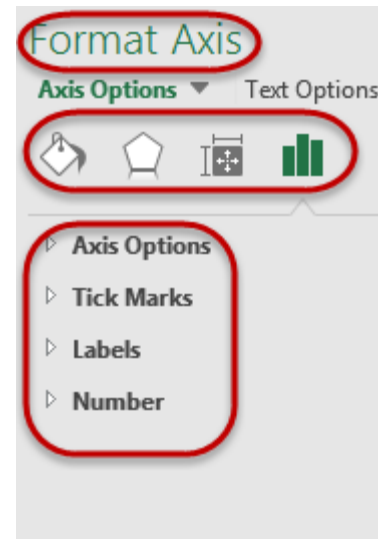 Format Axis
Axis Options Text Options
Axis Options
Tick Marks
Labels
Number